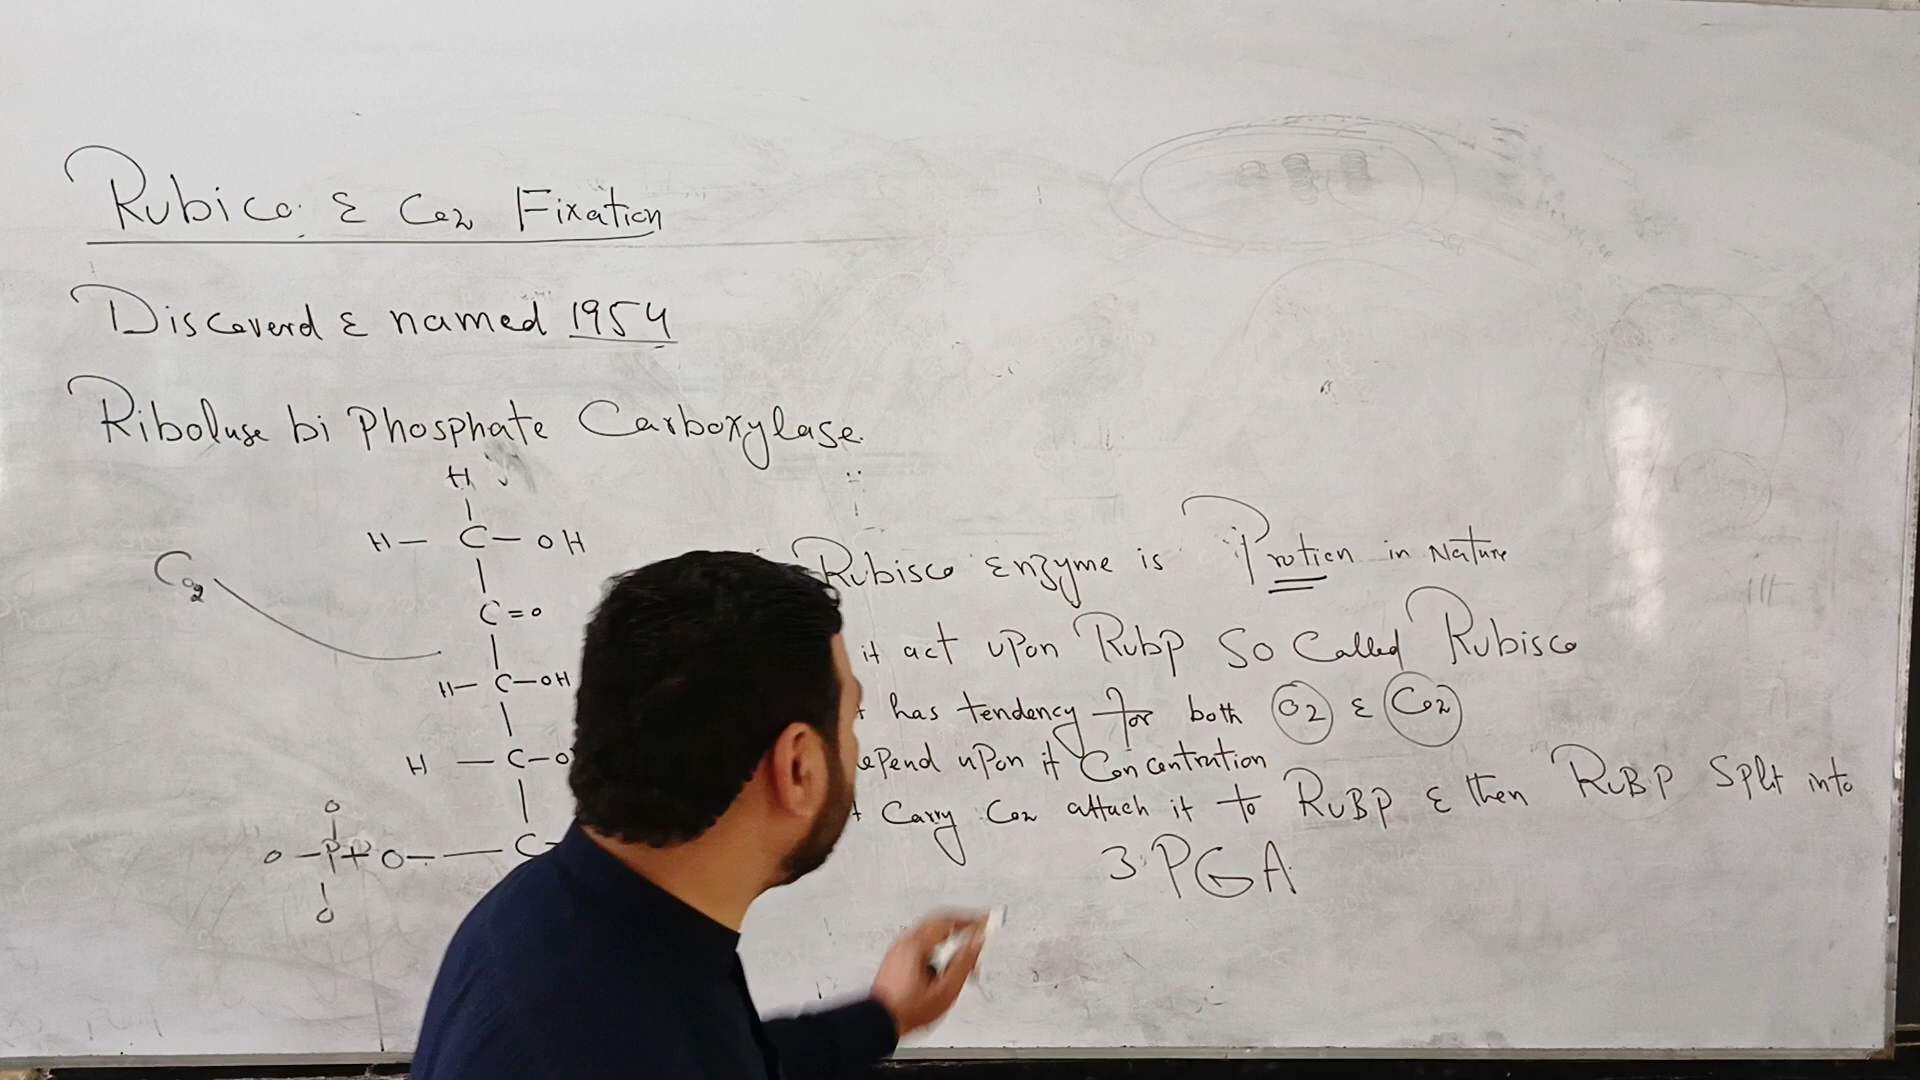 Rubico & Co2 Fixation
Discoverd & named 1954
Riboluse bi Phosphate Carboxylase
H
H — C — OH
C = O
Co2
H — C — OH
H — C — O
O
O — P + O — C
O
Rubisco Enzyme is Protien in Nature
it act upon Rubp So Called Rubisco
has tendency for both O2 & Co2
epend upon it Concentration
Carry Co2 attach it to RuBP & then RuBP Split into
3 PGA